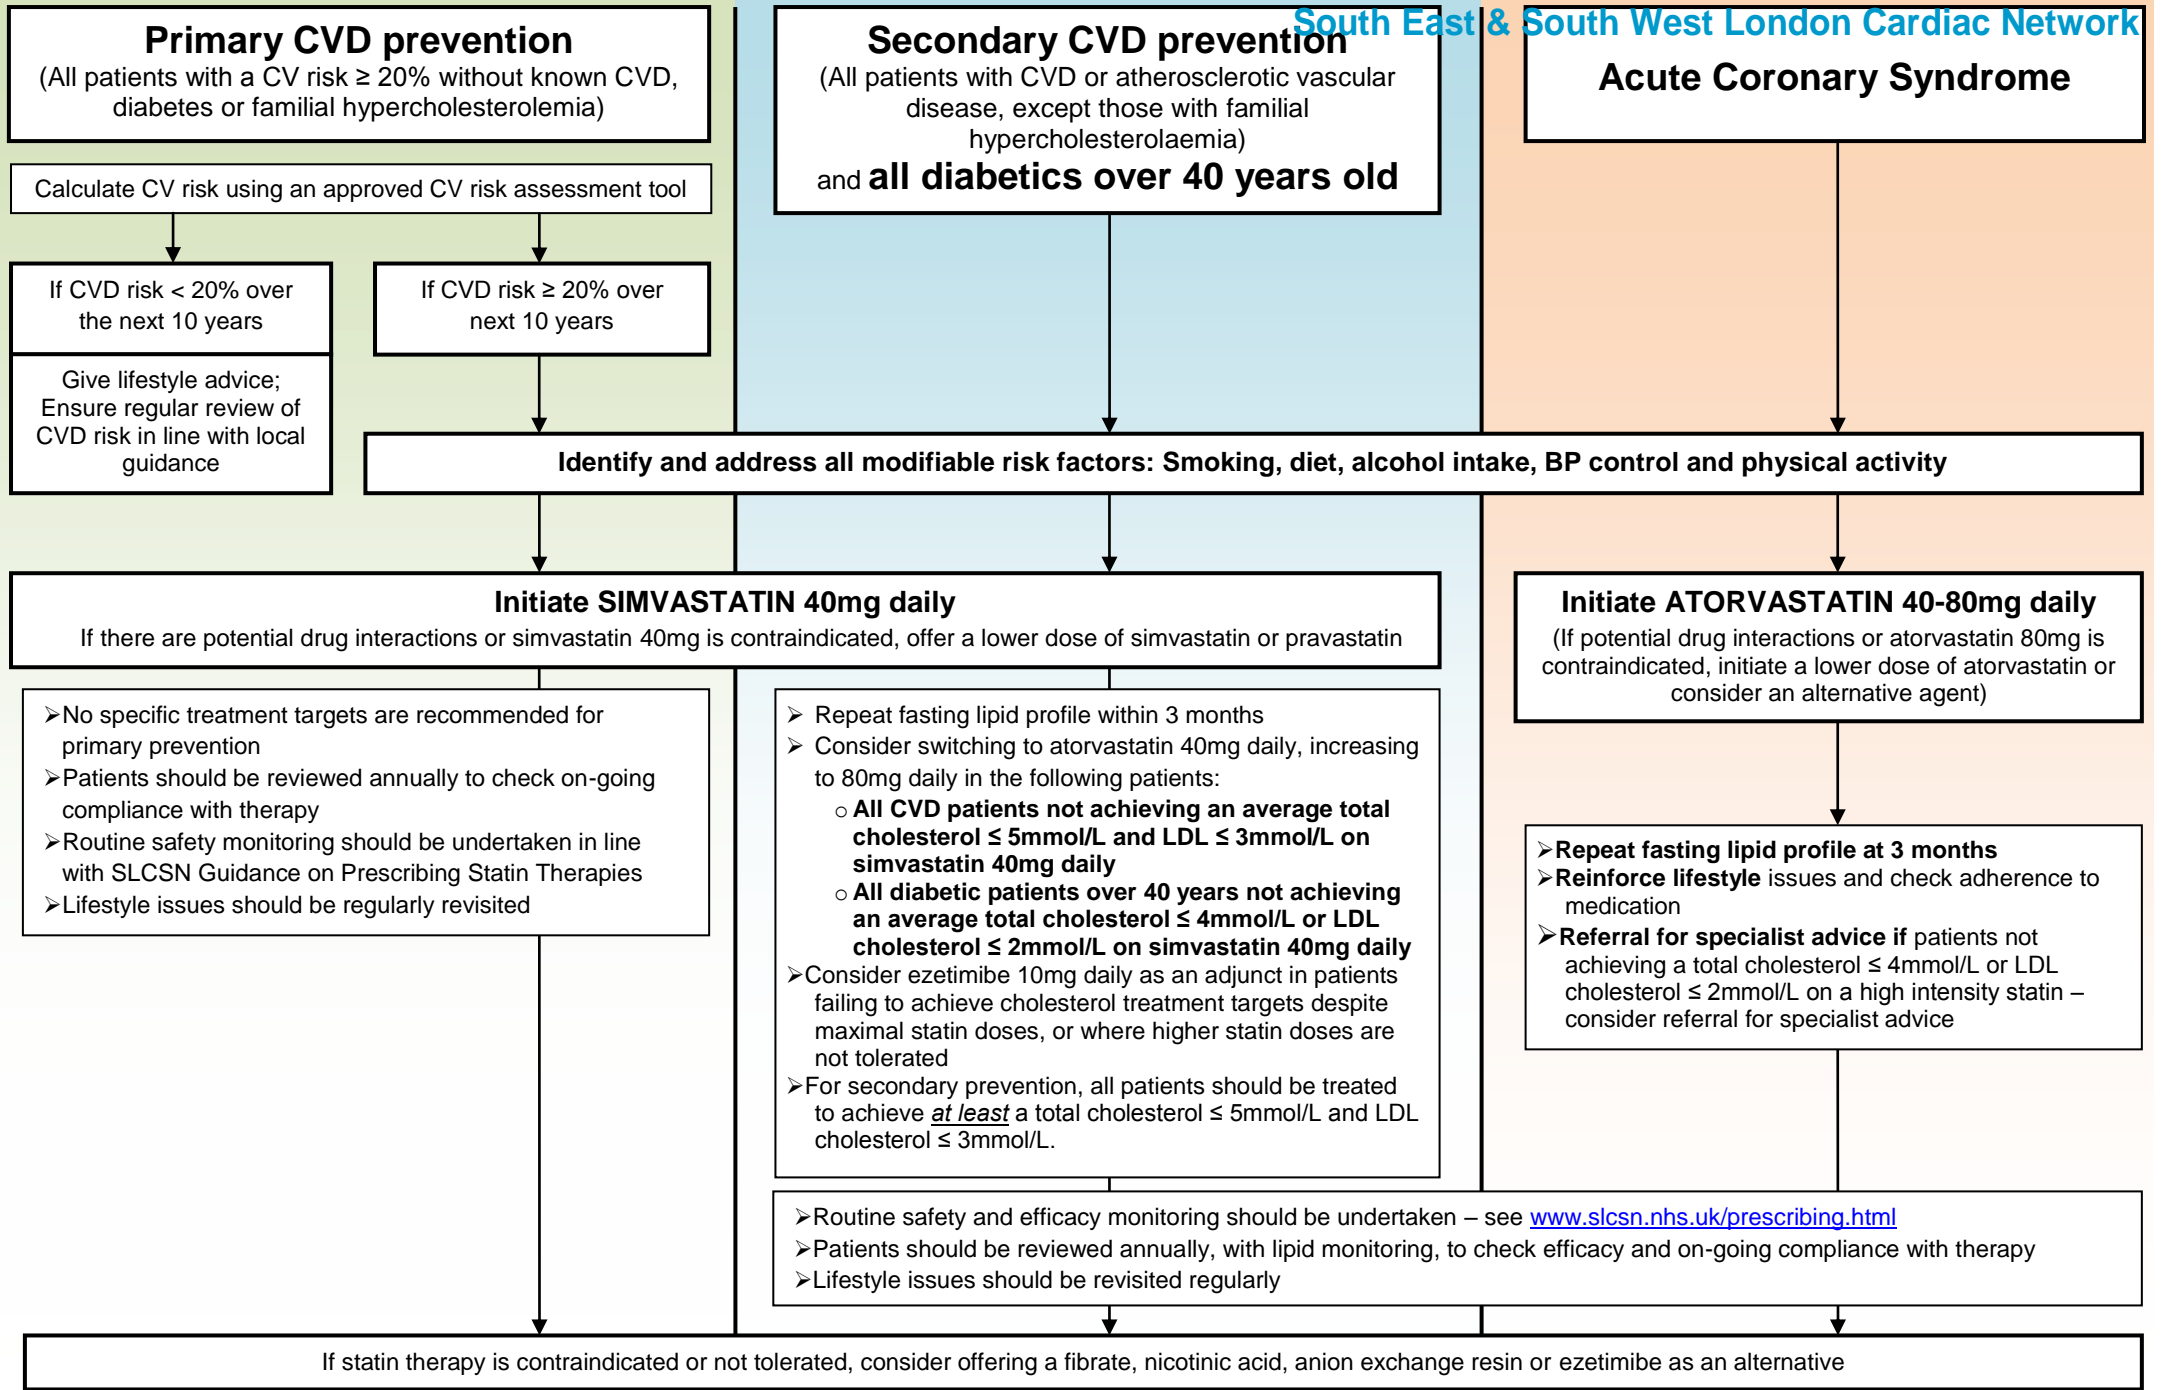 South East & South West London Cardiac Network
Primary CVD prevention
(All patients with a CV risk ≥ 20% without known CVD,
diabetes or familial hypercholesterolemia)
Calculate CV risk using an approved CV risk assessment tool
If CVD risk < 20% over
the next 10 years
Give lifestyle advice;
Ensure regular review of
CVD risk in line with local
guidance
If CVD risk ≥ 20% over
next 10 years
Secondary CVD prevention
(All patients with CVD or atherosclerotic vascular
disease, except those with familial
hypercholesterolaemia)
and all diabetics over 40 years old
Acute Coronary Syndrome
Identify and address all modifiable risk factors: Smoking, diet, alcohol intake, BP control and physical activity
Initiate SIMVASTATIN 40mg daily
If there are potential drug interactions or simvastatin 40mg is contraindicated, offer a lower dose of simvastatin or pravastatin
Initiate ATORVASTATIN 40-80mg daily
(If potential drug interactions or atorvastatin 80mg is
contraindicated, initiate a lower dose of atorvastatin or
consider an alternative agent)
➢No specific treatment targets are recommended for
primary prevention
➢Patients should be reviewed annually to check on-going
compliance with therapy
➢Routine safety monitoring should be undertaken in line
with SLCSN Guidance on Prescribing Statin Therapies
➢Lifestyle issues should be regularly revisited
➢ Repeat fasting lipid profile within 3 months
➢ Consider switching to atorvastatin 40mg daily, increasing
to 80mg daily in the following patients:
o All CVD patients not achieving an average total
cholesterol ≤ 5mmol/L and LDL ≤ 3mmol/L on
simvastatin 40mg daily
o All diabetic patients over 40 years not achieving
an average total cholesterol ≤ 4mmol/L or LDL
cholesterol ≤ 2mmol/L on simvastatin 40mg daily
➢Consider ezetimibe 10mg daily as an adjunct in patients
failing to achieve cholesterol treatment targets despite
maximal statin doses, or where higher statin doses are
not tolerated
➢For secondary prevention, all patients should be treated
to achieve at least a total cholesterol ≤ 5mmol/L and LDL
cholesterol ≤ 3mmol/L.
➢Repeat fasting lipid profile at 3 months
➢Reinforce lifestyle issues and check adherence to
medication
➢Referral for specialist advice if patients not
achieving a total cholesterol ≤ 4mmol/L or LDL
cholesterol ≤ 2mmol/L on a high intensity statin –
consider referral for specialist advice
➢Routine safety and efficacy monitoring should be undertaken – see www.slcsn.nhs.uk/prescribing.html
➢Patients should be reviewed annually, with lipid monitoring, to check efficacy and on-going compliance with therapy
➢Lifestyle issues should be revisited regularly
If statin therapy is contraindicated or not tolerated, consider offering a fibrate, nicotinic acid, anion exchange resin or ezetimibe as an alternative